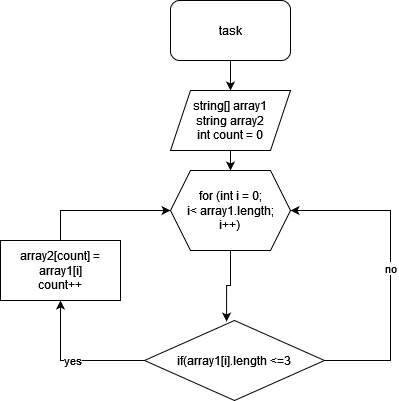 task
string[] array1
string array2
int count = 0
for (int i = 0;
i< array1.length;
i++)
array2[count] =
array1[i]
count++
no
yes
if(array1[i].length <=3